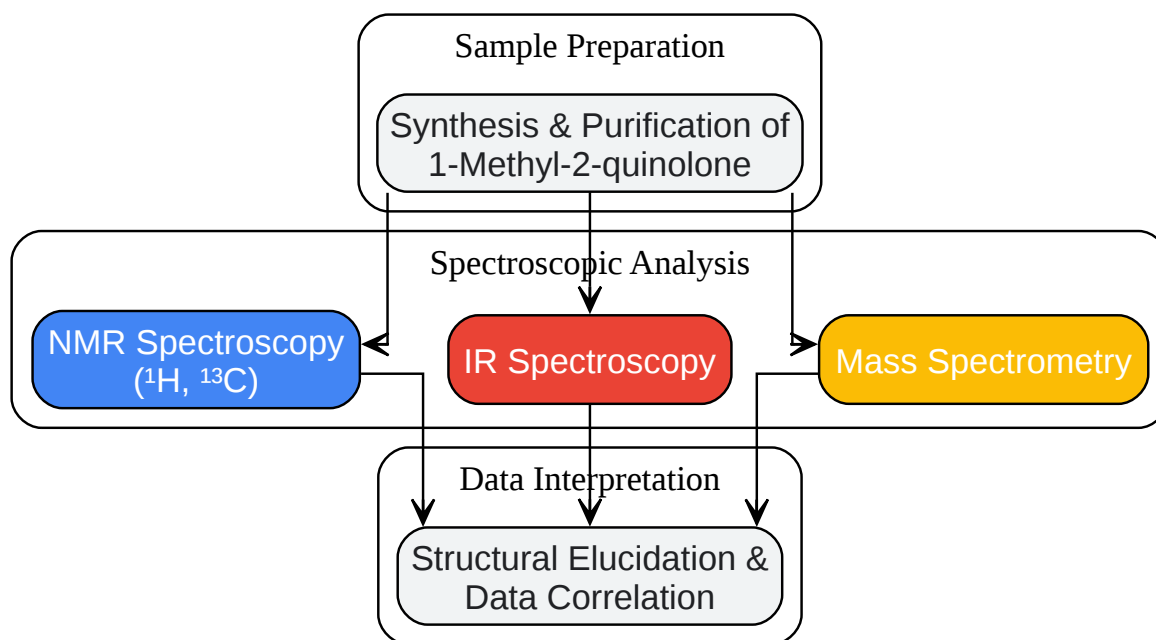 Sample Preparation
Synthesis & Purification of
1-Methyl-2-quinolone
Spectroscopic Analysis
NMR Spectroscopy
(¹H, ¹³C)
IR Spectroscopy
Mass Spectrometry
Data Interpretation
Structural Elucidation &
Data Correlation